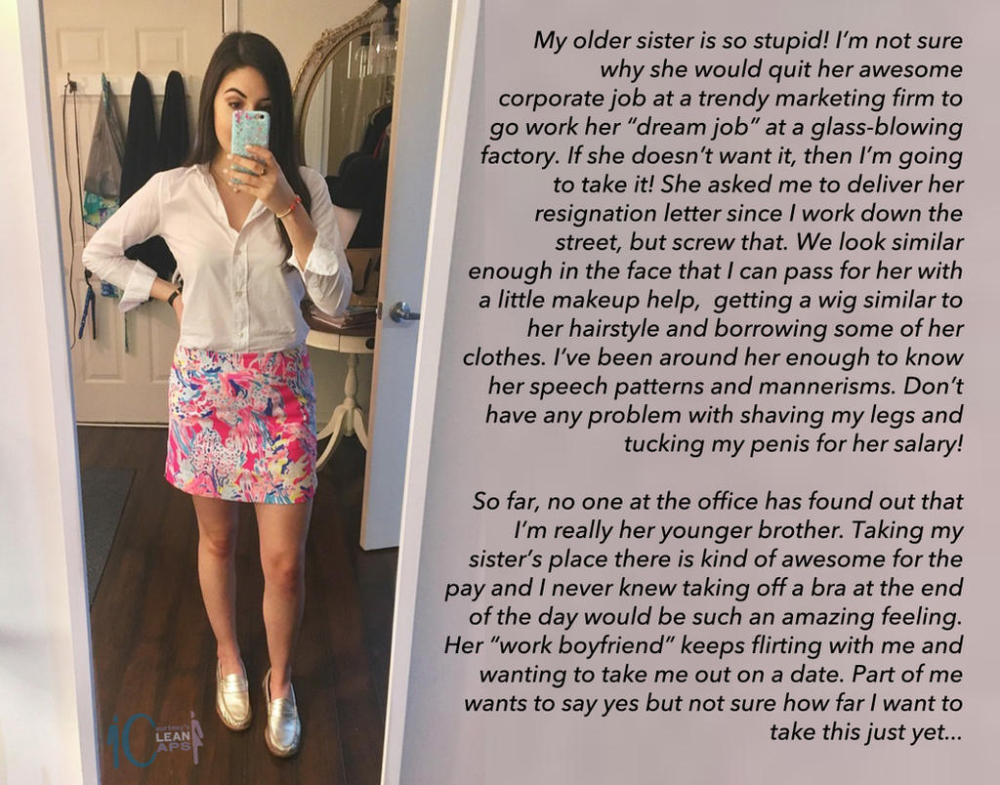 My older sister is so stupid! I’m not sure
why she would quit her awesome
corporate job at a trendy marketing firm to
go work her “dream job” at a glass-blowing
factory. If she doesn’t want it, then I’m going
to take it! She asked me to deliver her
resignation letter since I work down the
street, but screw that. We look similar
enough in the face that I can pass for her with
a little makeup help,  getting a wig similar to
her hairstyle and borrowing some of her
clothes. I’ve been around her enough to know
her speech patterns and mannerisms. Don’t
have any problem with shaving my legs and
tucking my penis for her salary!
So far, no one at the office has found out that
I’m really her younger brother. Taking my
sister’s place there is kind of awesome for the
pay and I never knew taking off a bra at the end
of the day would be such an amazing feeling.
Her “work boyfriend” keeps flirting with me and
wanting to take me out on a date. Part of me
wants to say yes but not sure how far I want to
take this just yet...
Courtney's
CLEAN
CAPS